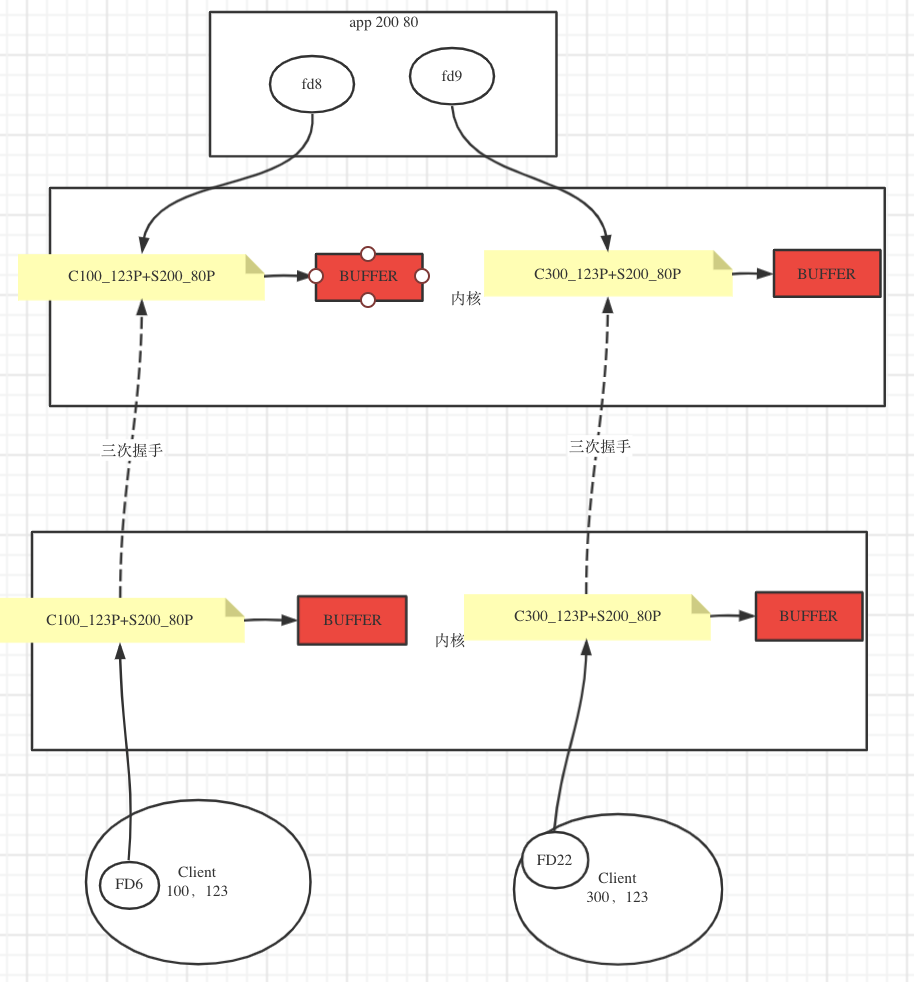 app 200 80
fd8
fd9
C100_123P+S200_80P
BUFFER
内核
C300_123P+S200_80P
BUFFER
三次握手
三次握手
C100_123P+S200_80P
BUFFER
内核
C300_123P+S200_80P
BUFFER
FD6
Client
100，123
FD22
Client
300，123